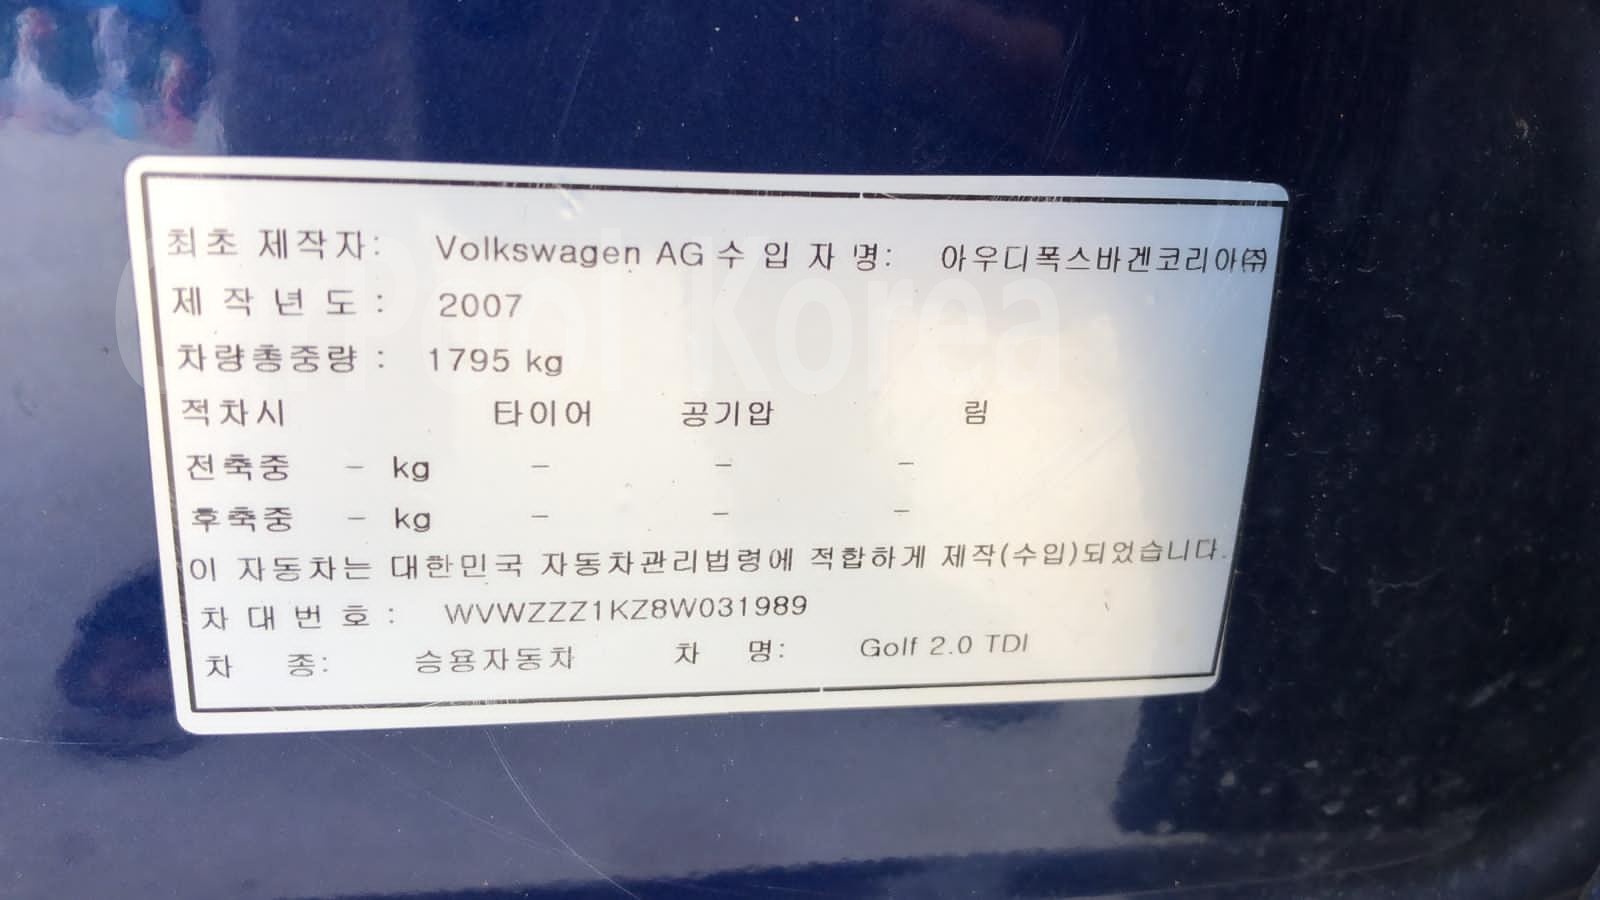 최초 제작자: Volkswagen AG 수 입 자 명: 아우디폭스바겐코리아㈜
제 작 년 도 : 2007
차량총중량 : 1795 kg
적차시 타이어 공기압 림
전축중 - kg - - -
후축중 - kg - - -
이 자동차는 대한민국 자동차관리법령에 적합하게 제작(수입)되었습니다.
차 대 번 호 : WVWZZZ1KZ8W031989
차 종: 승용자동차 차 명: Golf 2.0 TDI